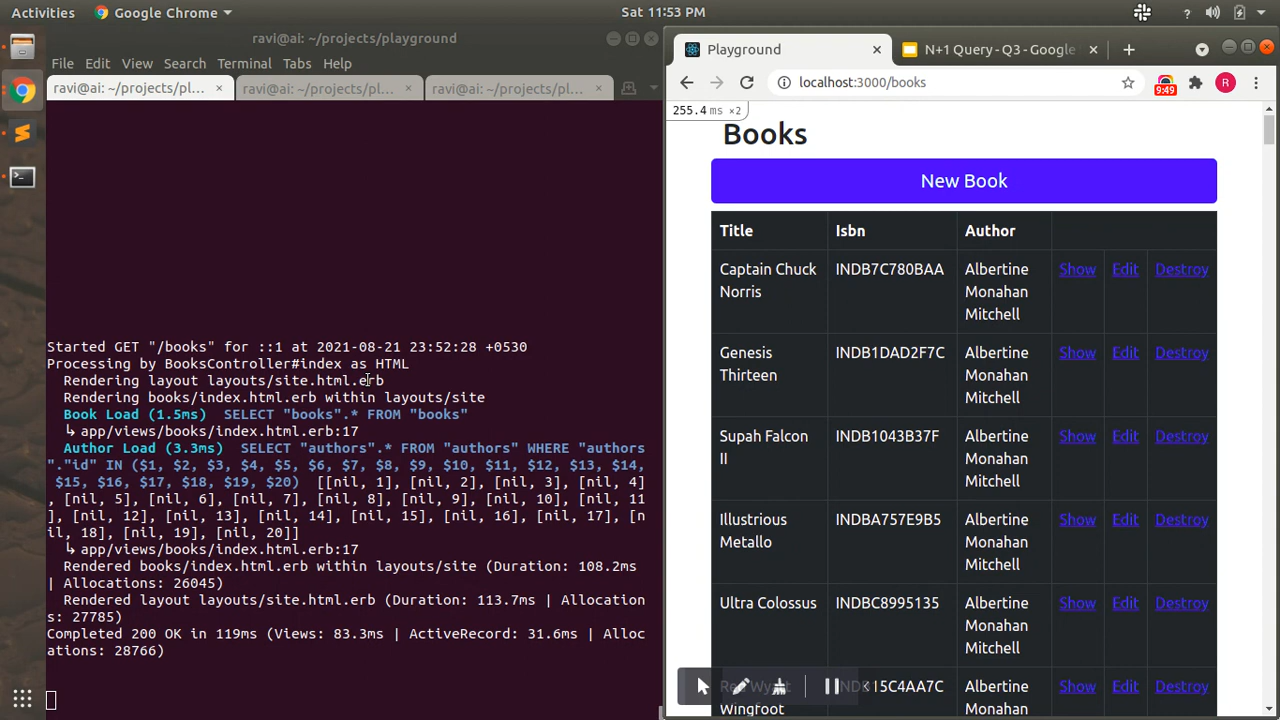 Activities Google Chrome Sat 11:53 PM ?
ravi@ai: ~/projects/playground
File Edit View Search Terminal Tabs Help
ravi@ai: ~/projects/pl... × ravi@ai: ~/projects/pl... × ravi@ai: ~/projects/ple... ×
Started GET "/books" for ::1 at 2021-08-21 23:52:28 +0530
Processing by BooksController#index as HTML
Rendering layout layouts/site.html.erb
Rendering books/index.html.erb within layouts/site
Book Load (1.5ms) SELECT "books".* FROM "books"
↳ app/views/books/index.html.erb:17
Author Load (3.3ms) SELECT "authors".* FROM "authors" WHERE "authors
"."id" IN ($1, $2, $3, $4, $5, $6, $7, $8, $9, $10, $11, $12, $13, $14,
$15, $16, $17, $18, $19, $20) [[nil, 1], [nil, 2], [nil, 3], [nil, 4]
, [nil, 5], [nil, 6], [nil, 7], [nil, 8], [nil, 9], [nil, 10], [nil, 11
], [nil, 12], [nil, 13], [nil, 14], [nil, 15], [nil, 16], [nil, 17], [n
il, 18], [nil, 19], [nil, 20]]
↳ app/views/books/index.html.erb:17
Rendered books/index.html.erb within layouts/site (Duration: 108.2ms
| Allocations: 26045)
Rendered layout layouts/site.html.erb (Duration: 113.7ms | Allocation
s: 27785)
Completed 200 OK in 119ms (Views: 83.3ms | ActiveRecord: 31.6ms | Alloc
ations: 28766)
Playground × N+1 Query - Q3 - Google ×
localhost:3000/books 9:49 R
255.4 ms ×2
Books
New Book
Title Isbn Author
Captain Chuck Norris INDB7C780BAA Albertine Monahan Mitchell Show Edit Destroy
Genesis Thirteen INDB1DAD2F7C Albertine Monahan Mitchell Show Edit Destroy
Supah Falcon II INDB1043B37F Albertine Monahan Mitchell Show Edit Destroy
Illustrious Metallo INDBA757E9B5 Albertine Monahan Mitchell Show Edit Destroy
Ultra Colossus INDBC8995135 Albertine Monahan Mitchell Show Edit Destroy
Wingfoot Albertine Monahan Show Edit Destroy